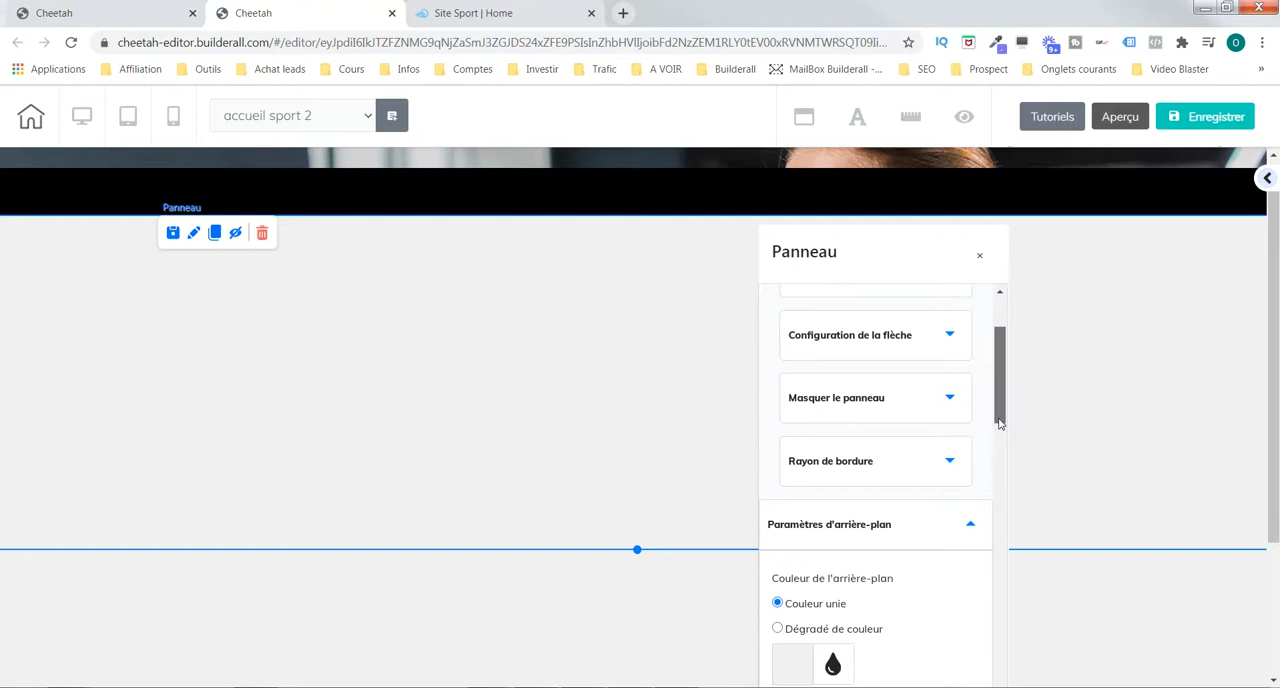 Cheetah
Cheetah
Site Sport | Home
cheetah-editor.builderall.com/#/editor/
Applications
Affiliation
Outils
Achat leads
Cours
Infos
Comptes
Investir
Trafic
A VOIR
Builderall
MailBox Builderall -...
SEO
Prospect
Onglets courants
Video Blaster
»
accueil sport 2
Tutoriels
Aperçu
Enregistrer
Panneau
Panneau
Configuration de la flèche
Masquer le panneau
Rayon de bordure
Paramètres d'arrière-plan
Couleur de l'arrière-plan
Couleur unie
Dégradé de couleur